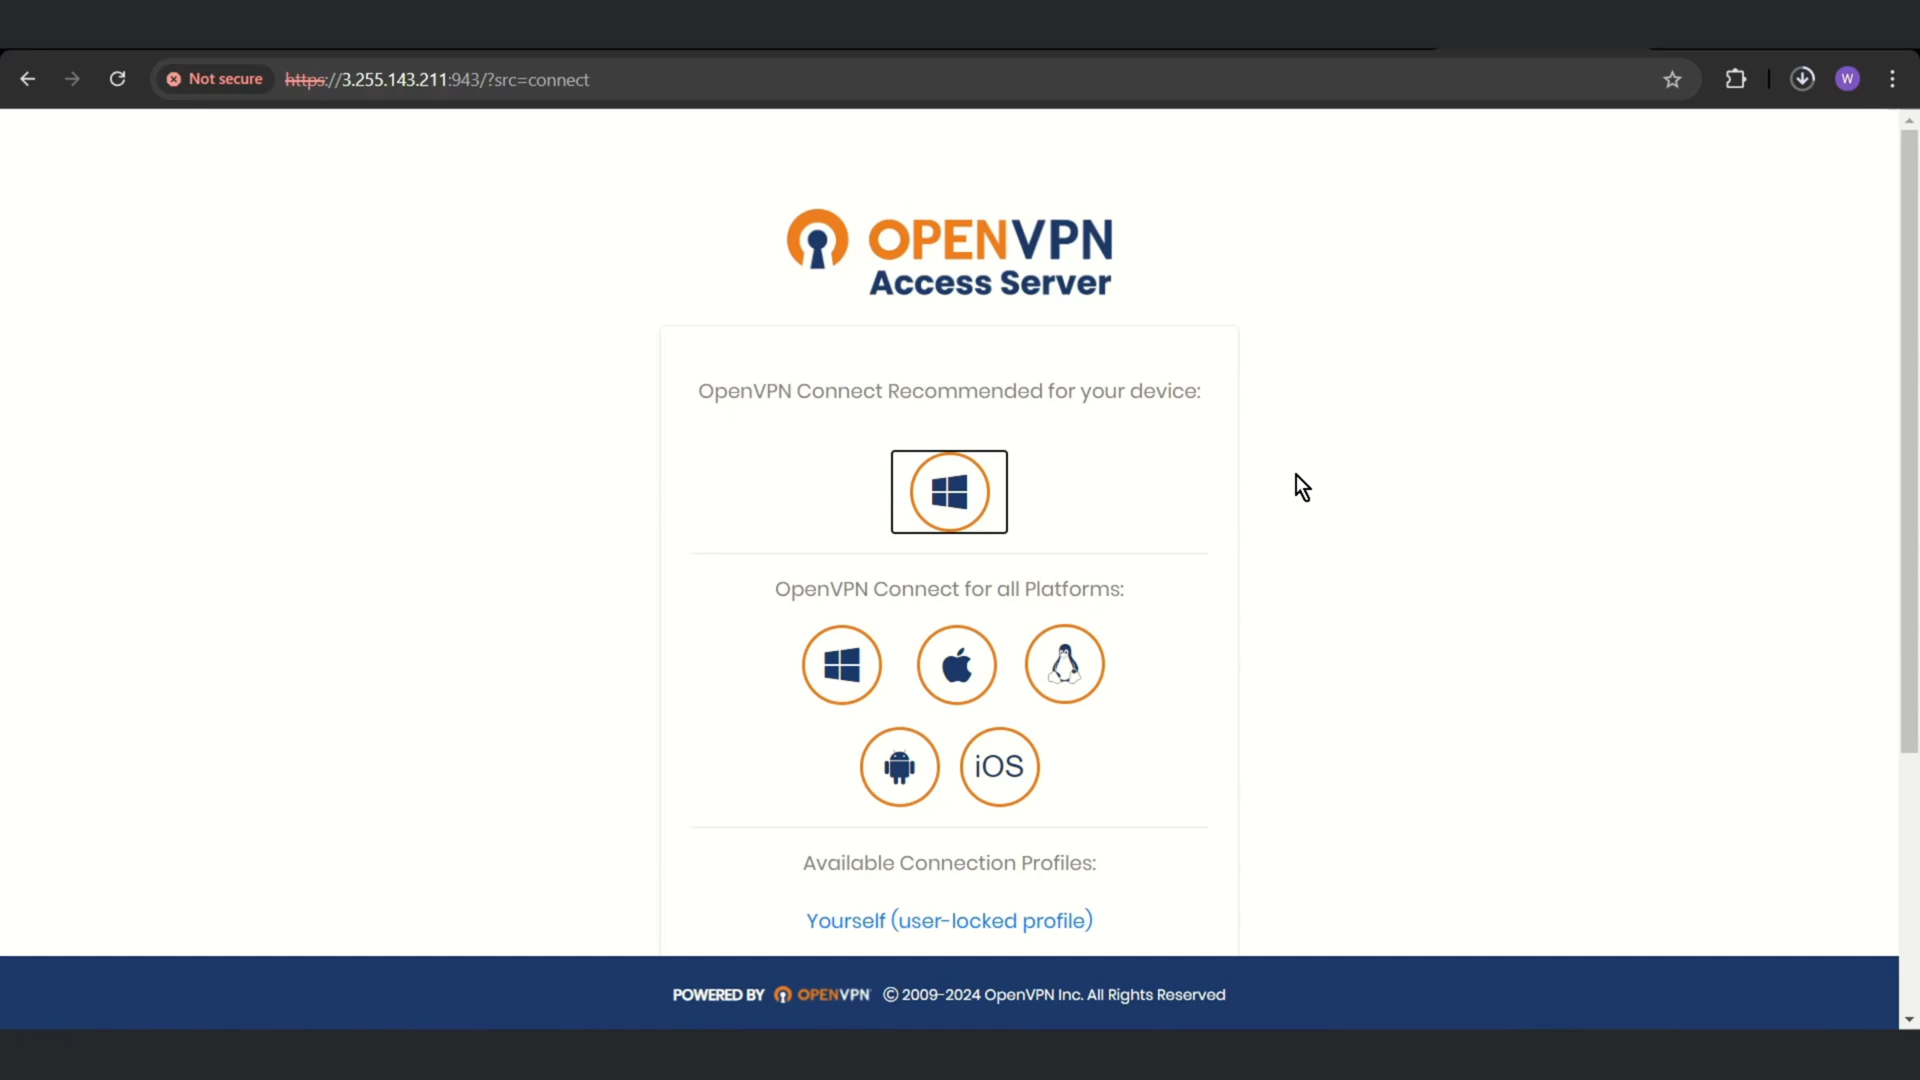 Not secure https://3.255.143.211:943/?src=connect W
OPENVPN
Access Server
OpenVPN Connect Recommended for your device:
OpenVPN Connect for all Platforms:
iOS
Available Connection Profiles:
Yourself (user-locked profile)
POWERED BY OPENVPN © 2009-2024 OpenVPN Inc. All Rights Reserved